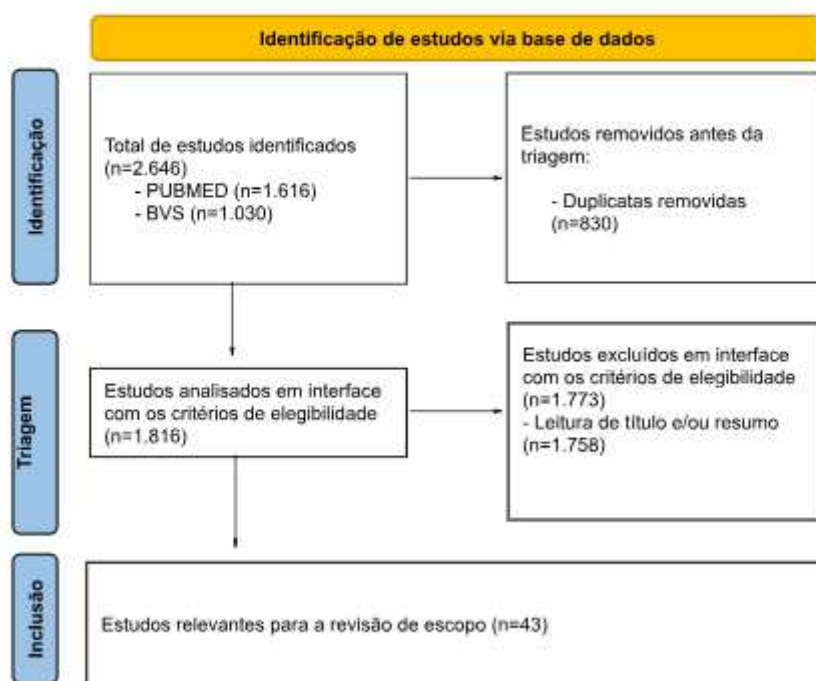 Identificação de estudos via base de dados
Identificação
Total de estudos identificados
(n=2.646)
- PUBMED (n=1.616)
- BVS (n=1.030)
Estudos removidos antes da
triagem:
- Duplicatas removidas
(n=830)
Triagem
Estudos analisados em interface
com os critérios de elegibilidade
(n=1.816)
Estudos excluídos em interface
com os critérios de elegibilidade
(n=1.773)
- Leitura de título e/ou resumo
(n=1.758)
Inclusão
Estudos relevantes para a revisão de escopo (n=43)